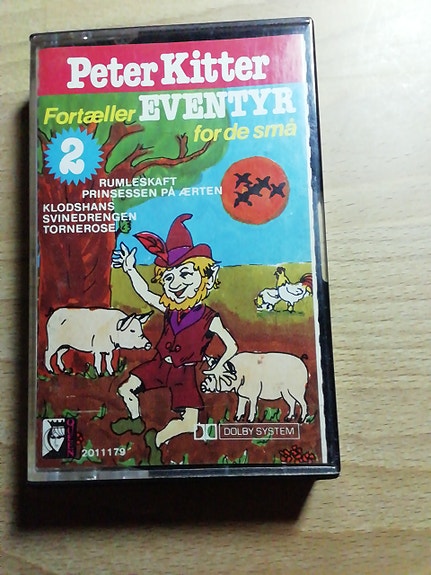 Peter Kitter
Fortæller EVENTYR
for de små
2
RUMLESKAFT
PRINSESSEN PÅ ÆRTEN
KLODSHANS
SVINEDRENGEN
TORNEROSE
DOLBY SYSTEM
2011179